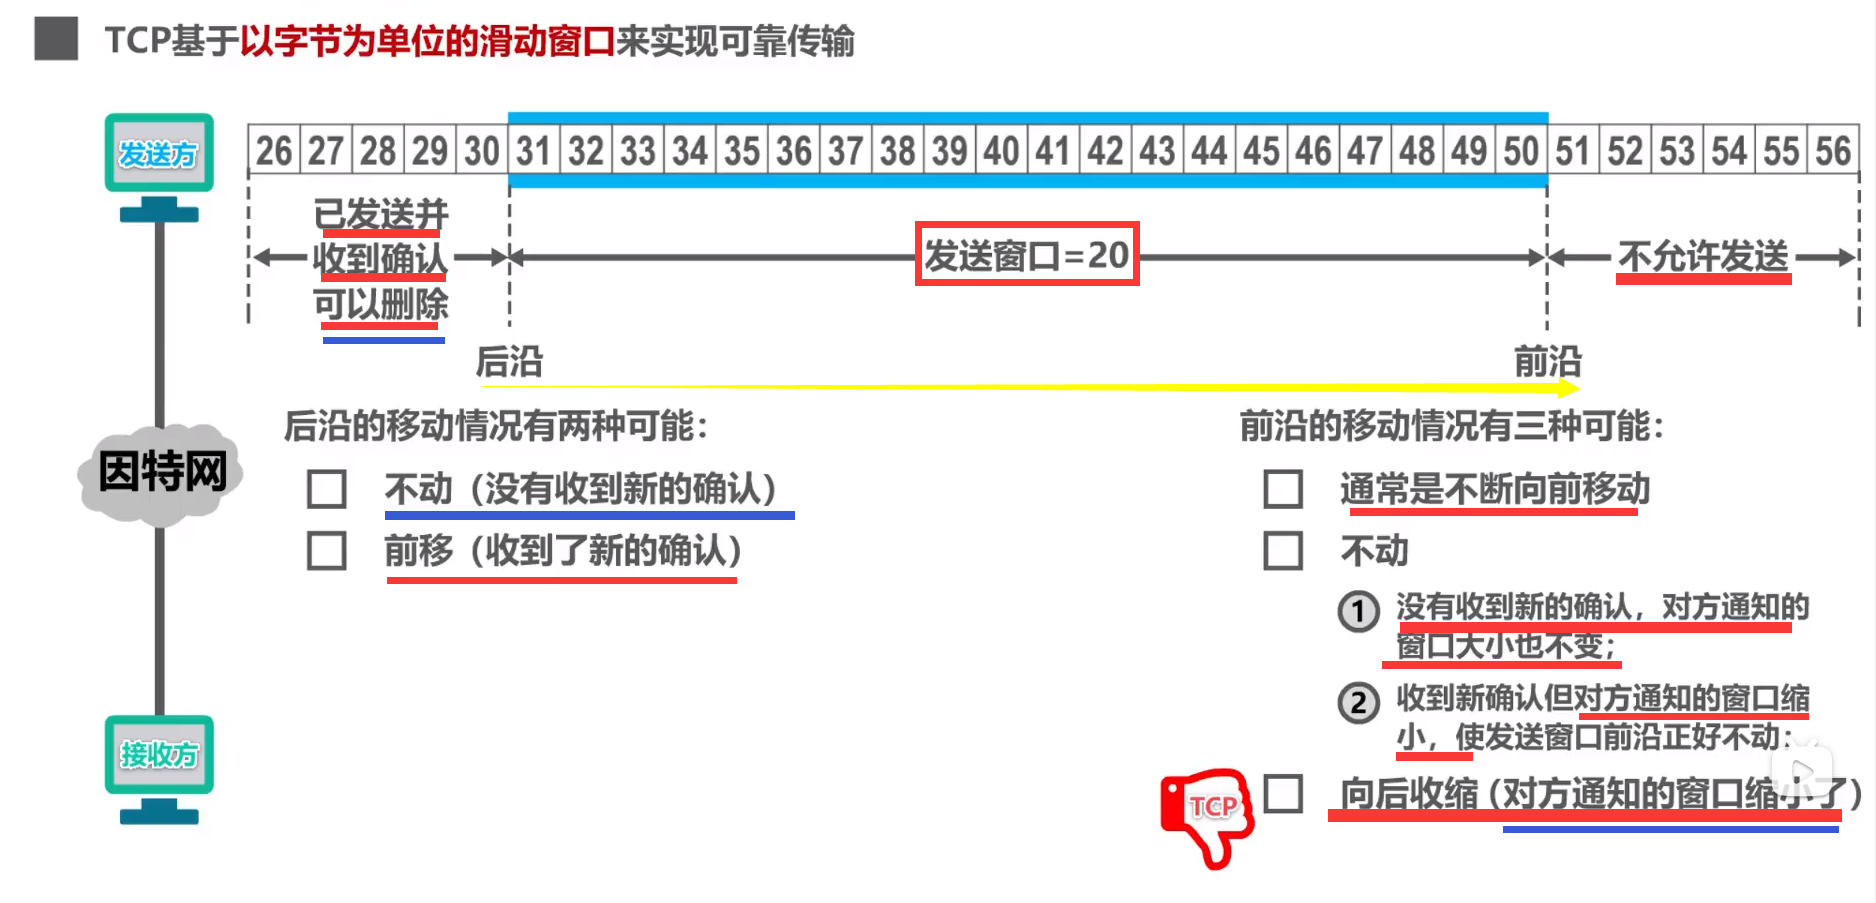 TCP基于以字节为单位的滑动窗口来实现可靠传输
发送方
26 27 28 29 30 31 32 33 34 35 36 37 38 39 40 41 42 43 44 45 46 47 48 49 50 51 52 53 54 55 56
已发送并
收到确认
可以删除
发送窗口=20
不允许发送
后沿
前沿
后沿的移动情况有两种可能：
不动（没有收到新的确认）
前移（收到了新的确认）
前沿的移动情况有三种可能：
通常是不断向前移动
不动
1 没有收到新的确认，对方通知的
窗口大小也不变；
2 收到新确认但对方通知的窗口缩
小，使发送窗口前沿正好不动；
TCP
向后收缩（对方通知的窗口缩小了）
因特网
接收方